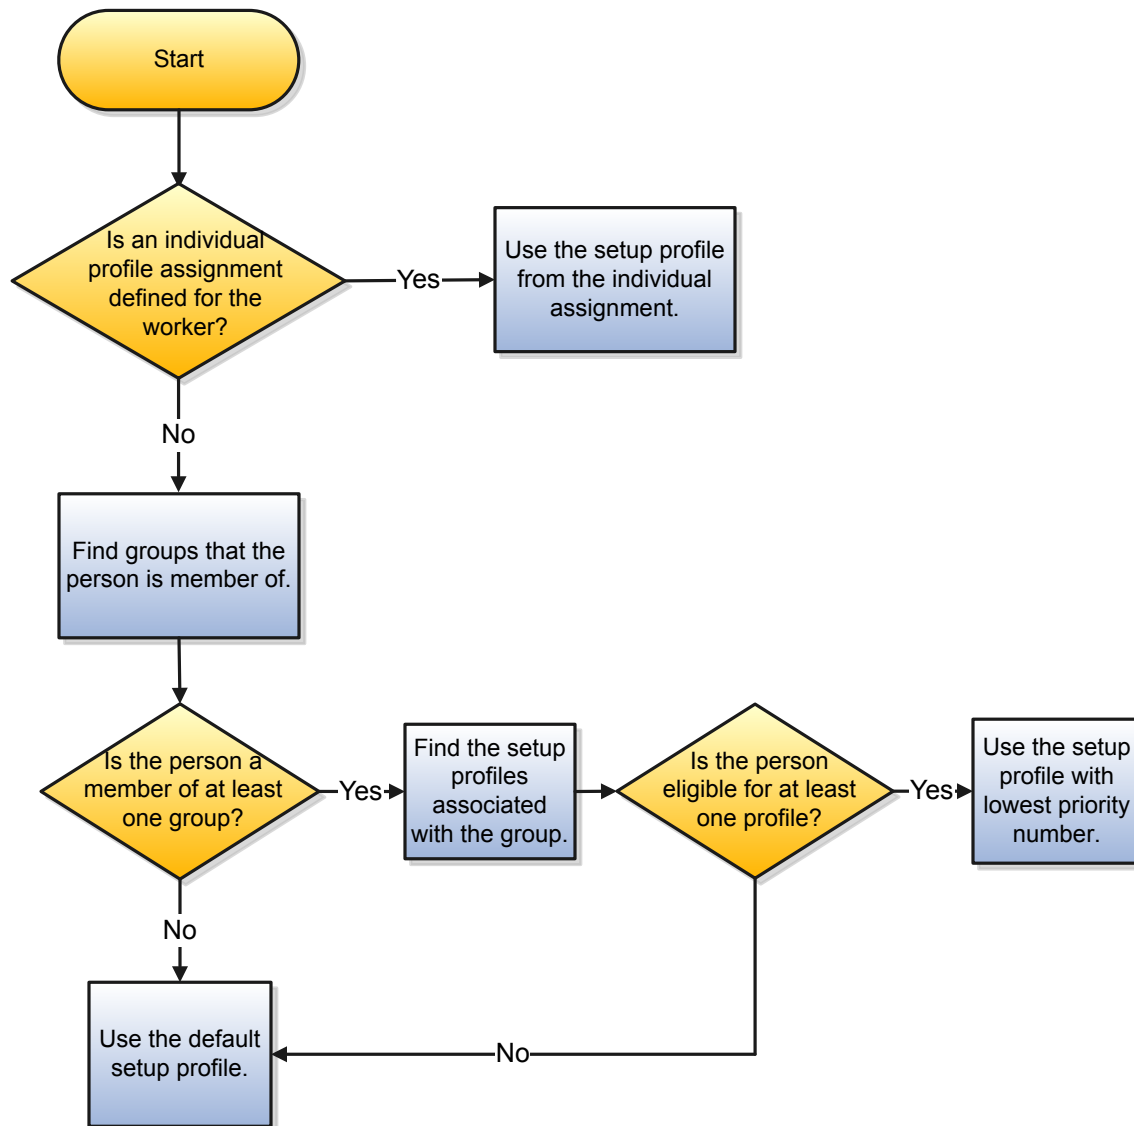 Start
Is an individual
profile assignment
defined for the
worker?
Yes
Use the setup profile
from the individual
assignment.
No
Find groups that the
person is member of.
Is the person a
member of at least
one group?
Yes
Find the setup
profiles
associated
with the group.
Is the person
eligible for at least
one profile?
Yes
Use the setup
profile with
lowest priority
number.
No
Use the default
setup profile.
No